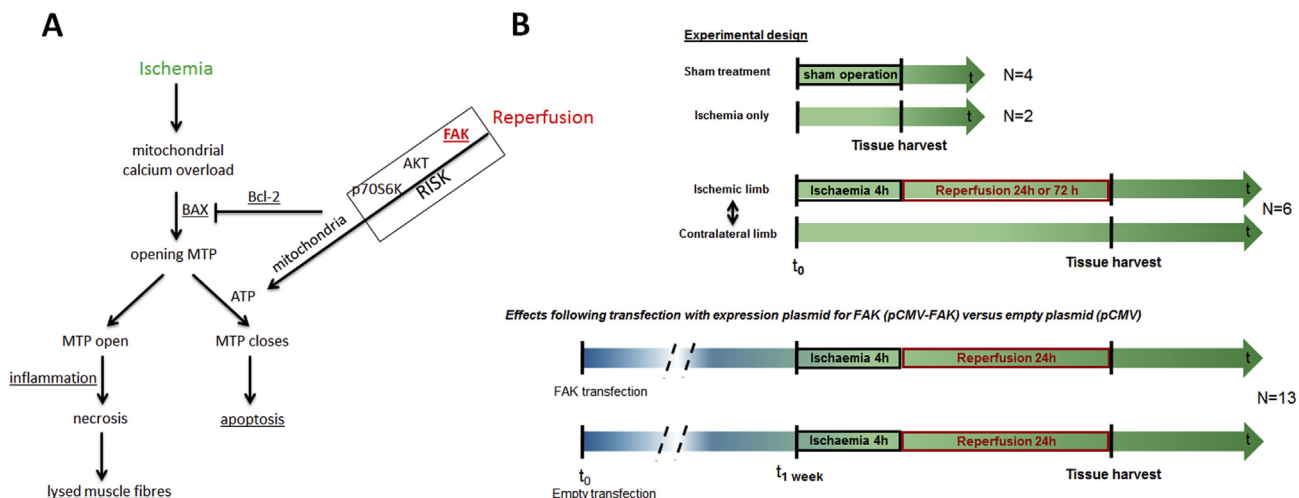 A
Ischemia
mitochondrial
calcium overload
BAX
Bcl-2
opening MTP
Reperfusion
FAK
AKT
p70S6K
RISK
mitochondria
ATP
MTP open
MTP closes
inflammation
necrosis
apoptosis
lysed muscle fibres
B
Experimental design
Sham treatment
sham operation
t
N=4
Ischemia only
N=2
Tissue harvest
Ischemic limb
Ischaemia 4h
Reperfusion 24h or 72 h
t
N=6
Contralateral limb
t
t0
Tissue harvest
Effects following transfection with expression plasmid for FAK (pCMV-FAK) versus empty plasmid (pCMV)
Ischaemia 4h
Reperfusion 24h
t
FAK transfection
N=13
Ischaemia 4h
Reperfusion 24h
t
t0
t1 week
Tissue harvest
Empty transfection